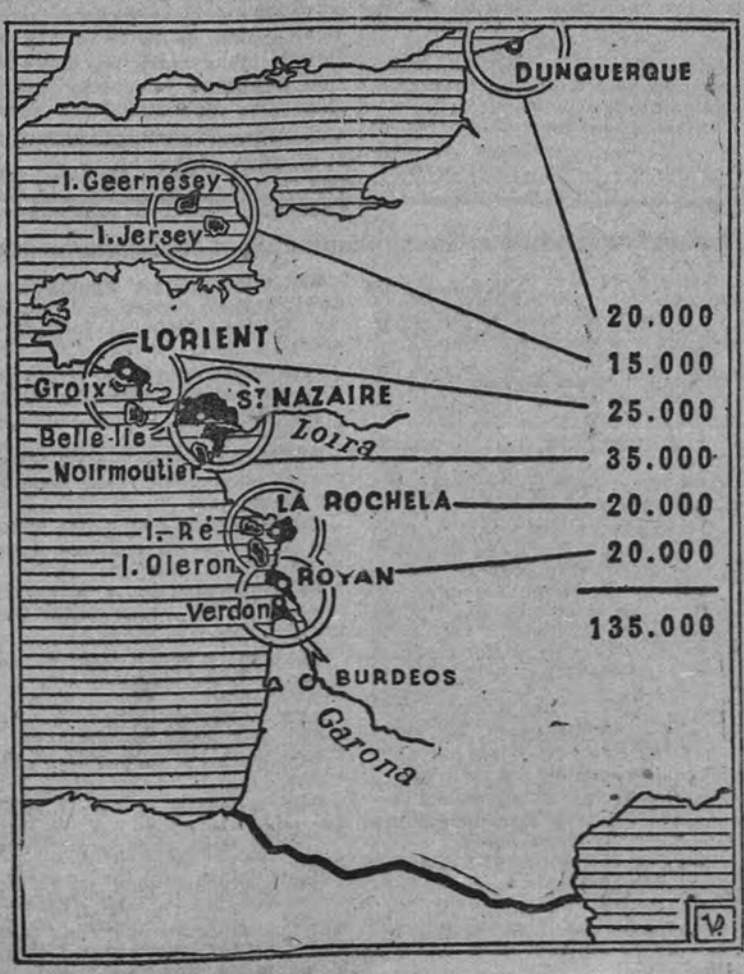 DUNQUERQUE
I.Geernesey
I.Jersey
LORIENT
Groix
Belle-lie
ST NAZAIRE
Loira
Noirmoutier
LA ROCHELA
I.-Ré
I.Oleron
ROYAN
Verdon
BURDEOS
Garona
20.000
15.000
25.000
35.000
20.000
20.000
135.000